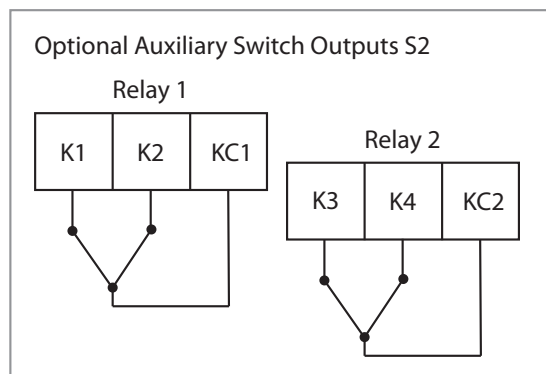 Optional Auxiliary Switch Outputs S2
Relay 1
K1 K2 KC1
Relay 2
K3 K4 KC2